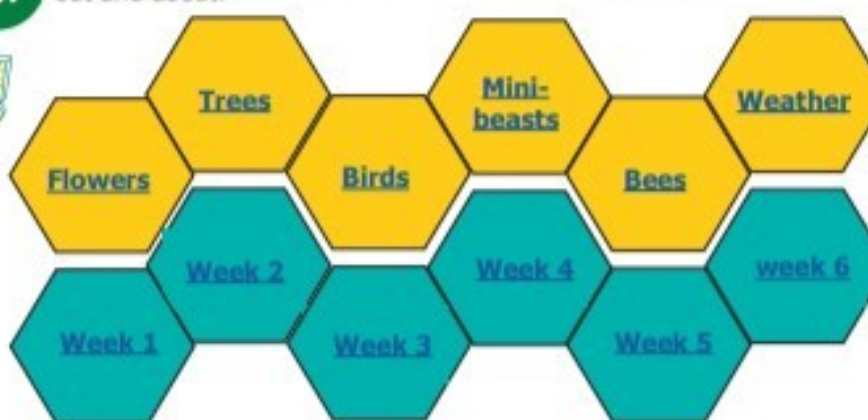 Trees
Mini-
beasts
Weather
Flowers
Birds
Bees
Week 2
Week 4
week 6
Week 1
Week 3
Week 5